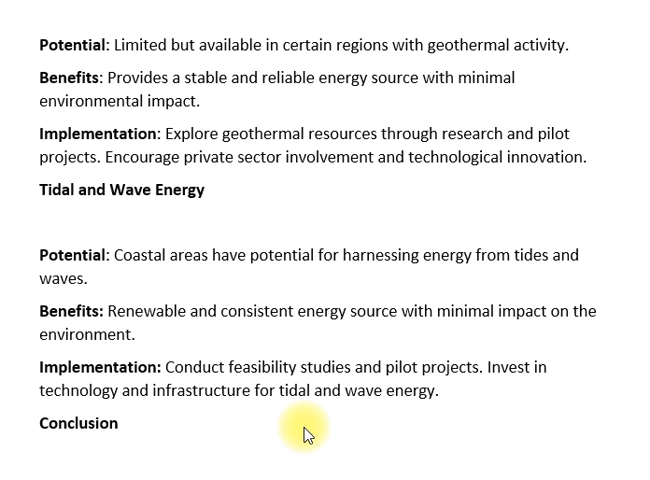 Potential: Limited but available in certain regions with geothermal activity.
Benefits: Provides a stable and reliable energy source with minimal
environmental impact.
Implementation: Explore geothermal resources through research and pilot
projects. Encourage private sector involvement and technological innovation.
Tidal and Wave Energy
Potential: Coastal areas have potential for harnessing energy from tides and
waves.
Benefits: Renewable and consistent energy source with minimal impact on the
environment.
Implementation: Conduct feasibility studies and pilot projects. Invest in
technology and infrastructure for tidal and wave energy.
Conclusion